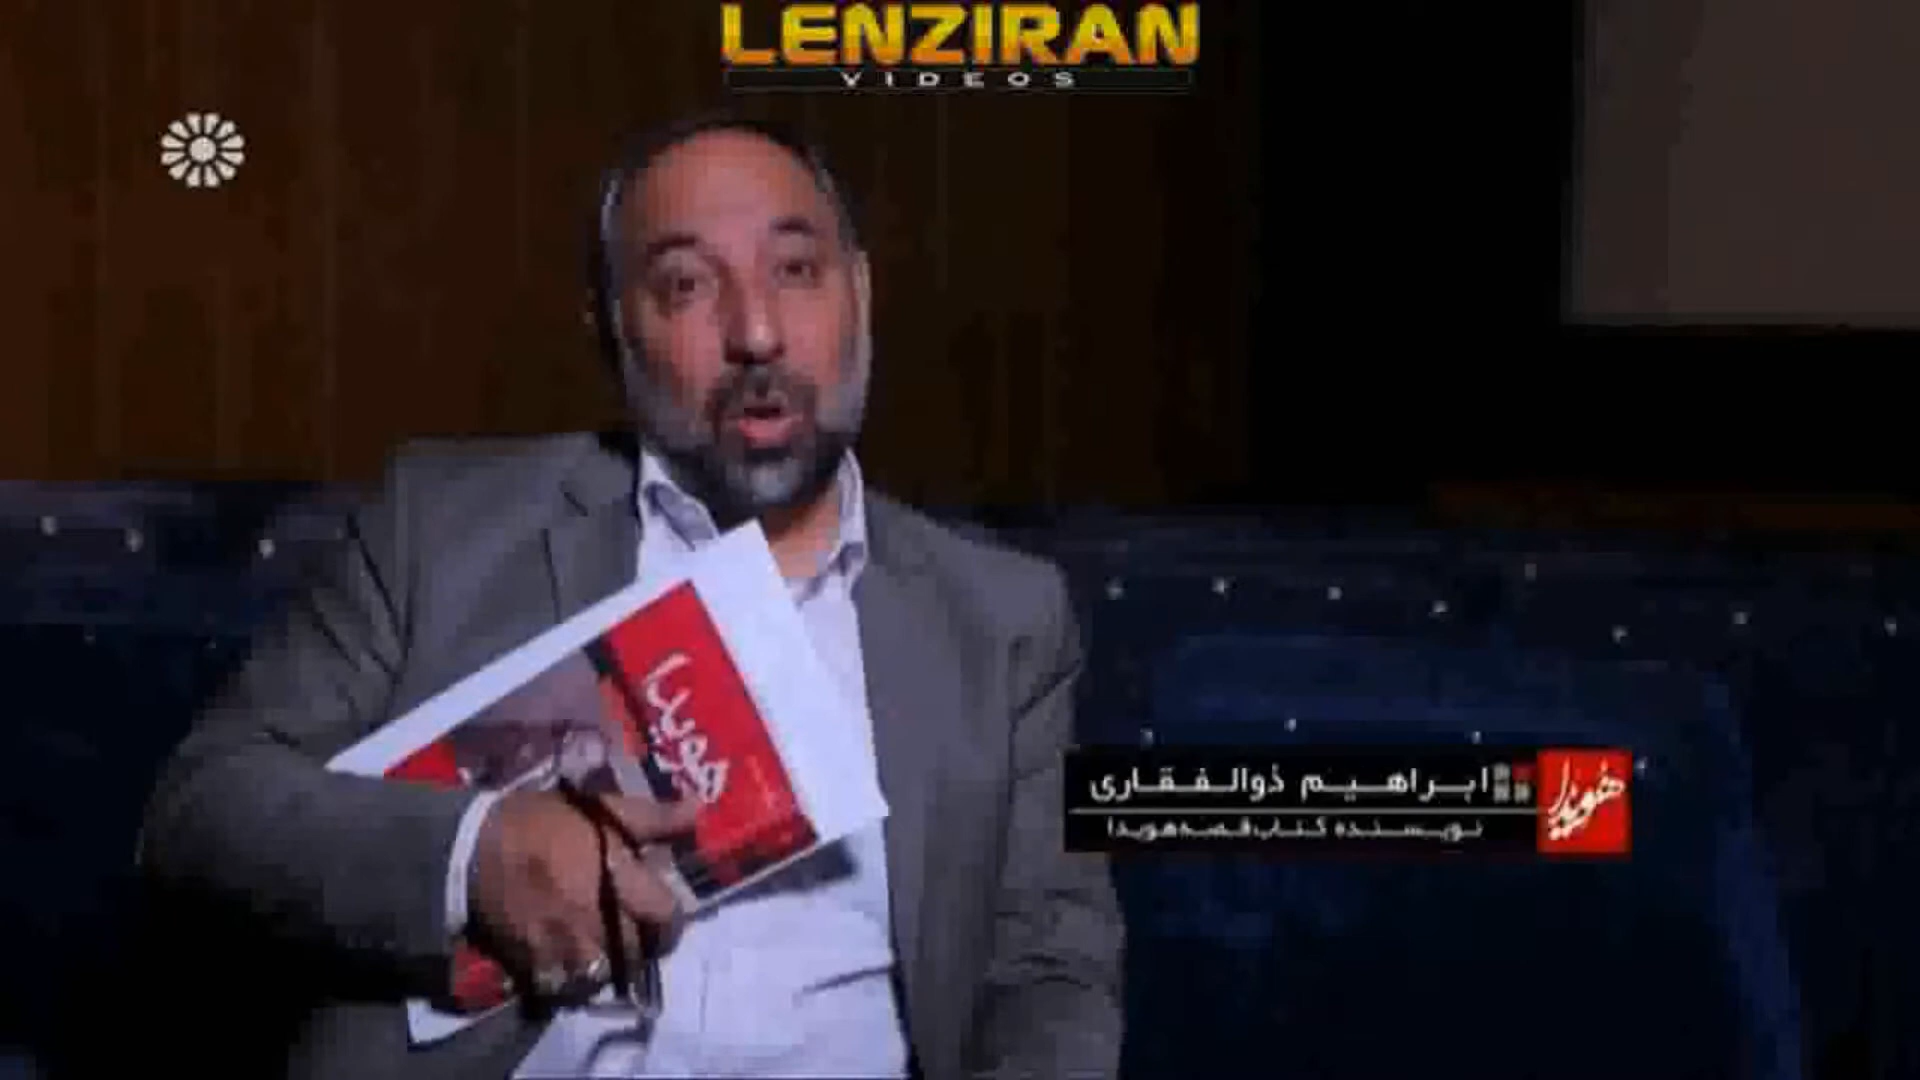 LENZIRAN
VIDEOS
هویدا
ابراهیم ذوالفقاری
نویسنده کتاب قصه هویدا
هویدا